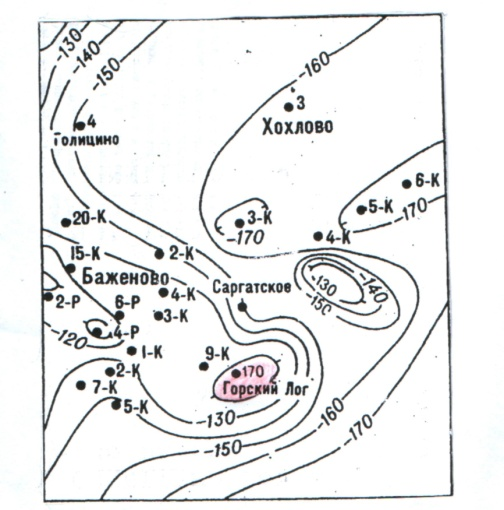 -130
-140
-150
-160
4
Голицино
3
Хохлово
6-К
5-К
-170
20-К
3-К
-170
4-К
15-К
2-К
Баженово
Саргатское
-130
-140
-150
2-Р
6-Р
4-К
3-К
4-Р
-120
1-К
9-К
170
2-К
7-К
Горский Лог
5-К
-130
-160
-150
-170